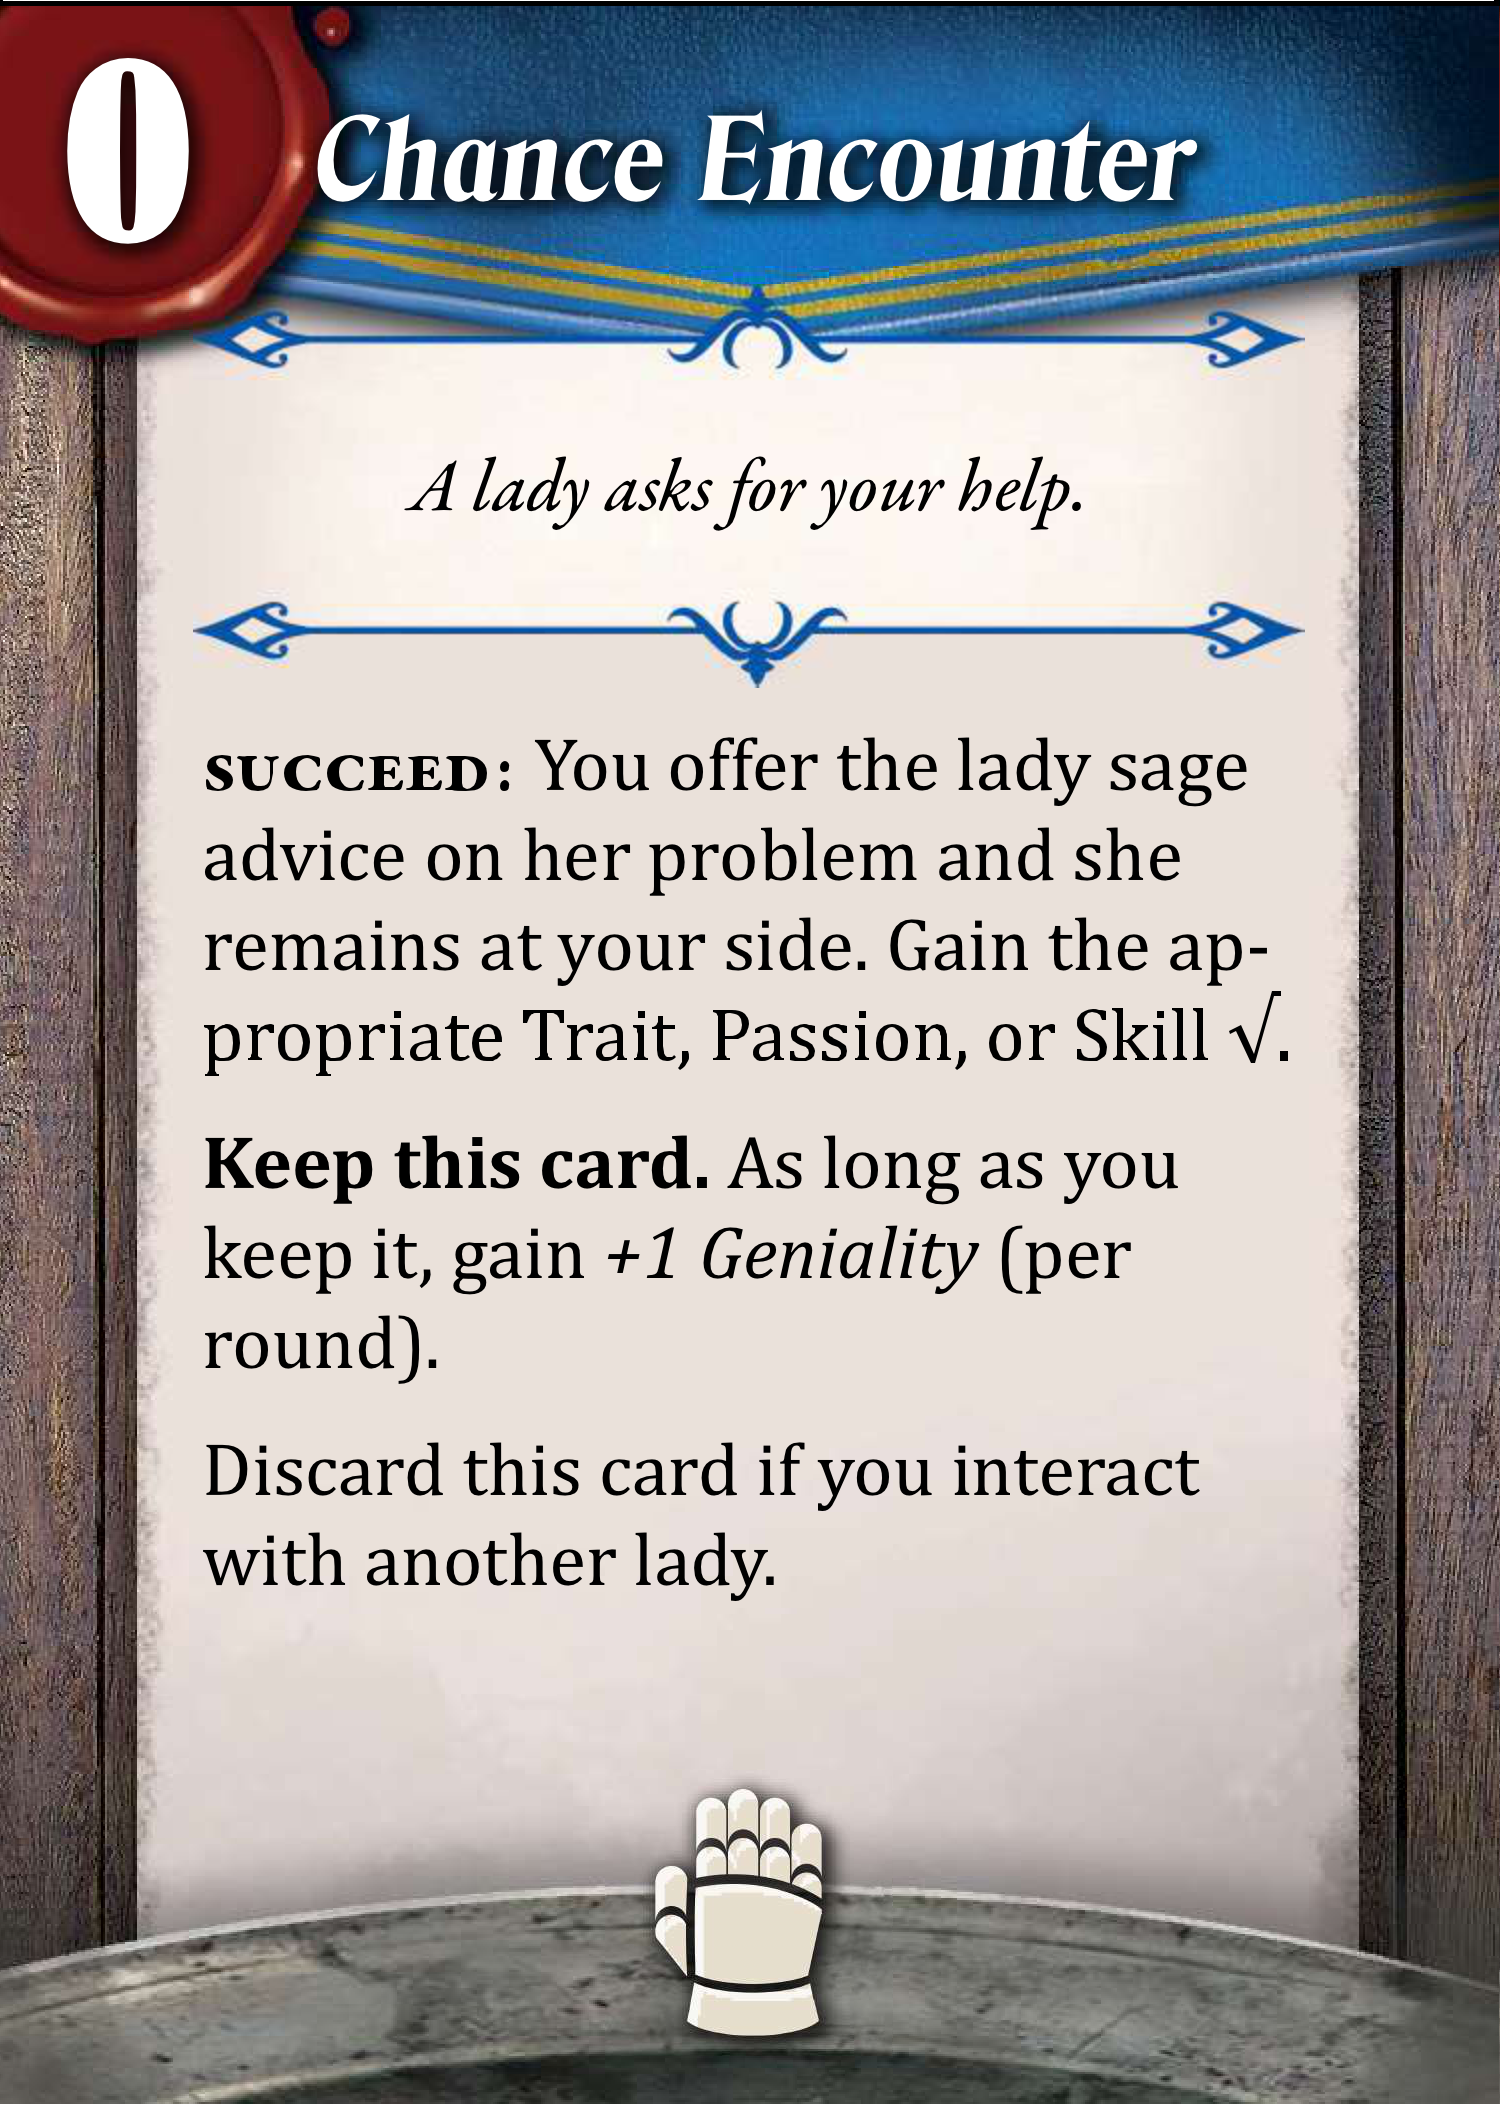 0
Chance Encounter
A lady asks for your help.
SUCCEED: You offer the lady sage
advice on her problem and she
remains at your side. Gain the ap-
propriate Trait, Passion, or Skill √.
Keep this card. As long as you
keep it, gain +1 Geniality (per
round).
Discard this card if you interact
with another lady.